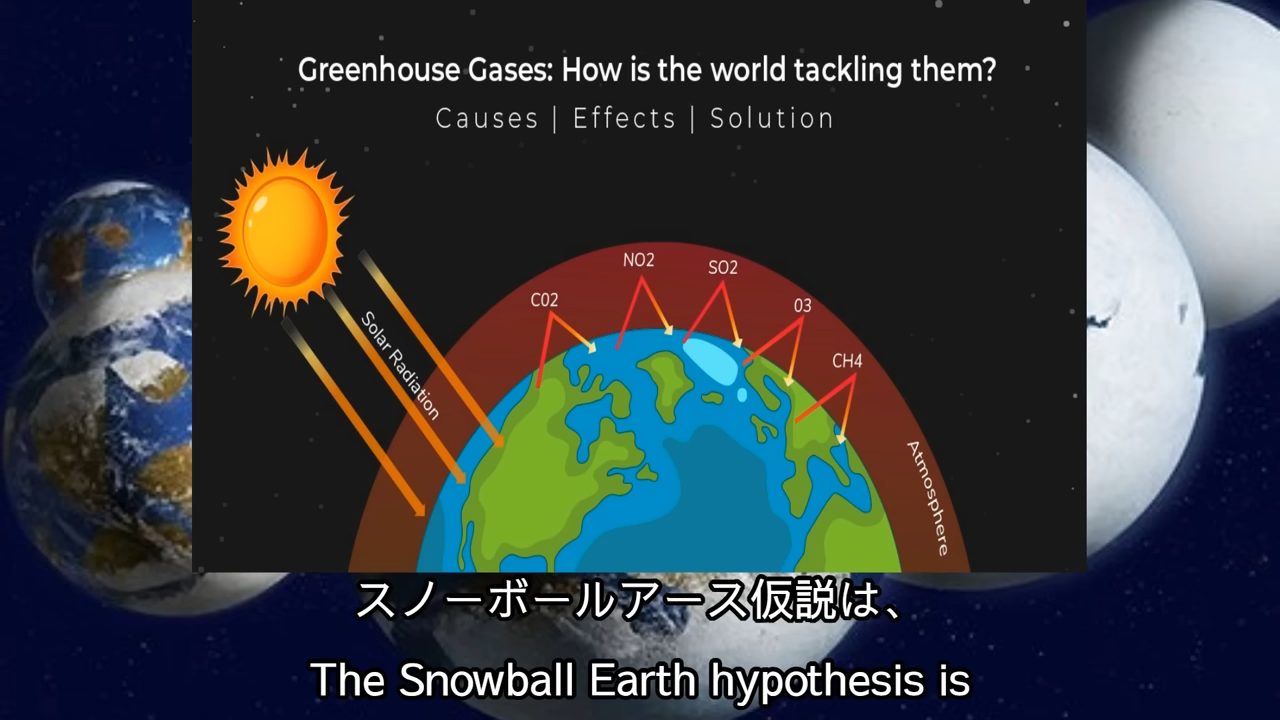 Greenhouse Gases: How is the world tackling them?
Causes | Effects | Solution
Solar Radiation
C02
NO2
SO2
03
CH4
Atmosphere
スノーボールアース仮説は、
The Snowball Earth hypothesis is